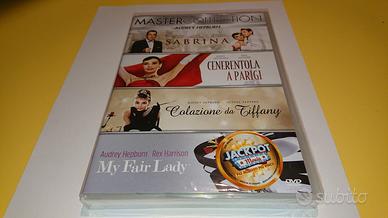 MASTER COLLECTION
AUDREY HEPBURN
SABRINA
CENERENTOLA
A PARIGI
Colazione da Tiffany
Audrey Hepburn Rex Harrison
My Fair Lady
JACKPOT
DVD
subito